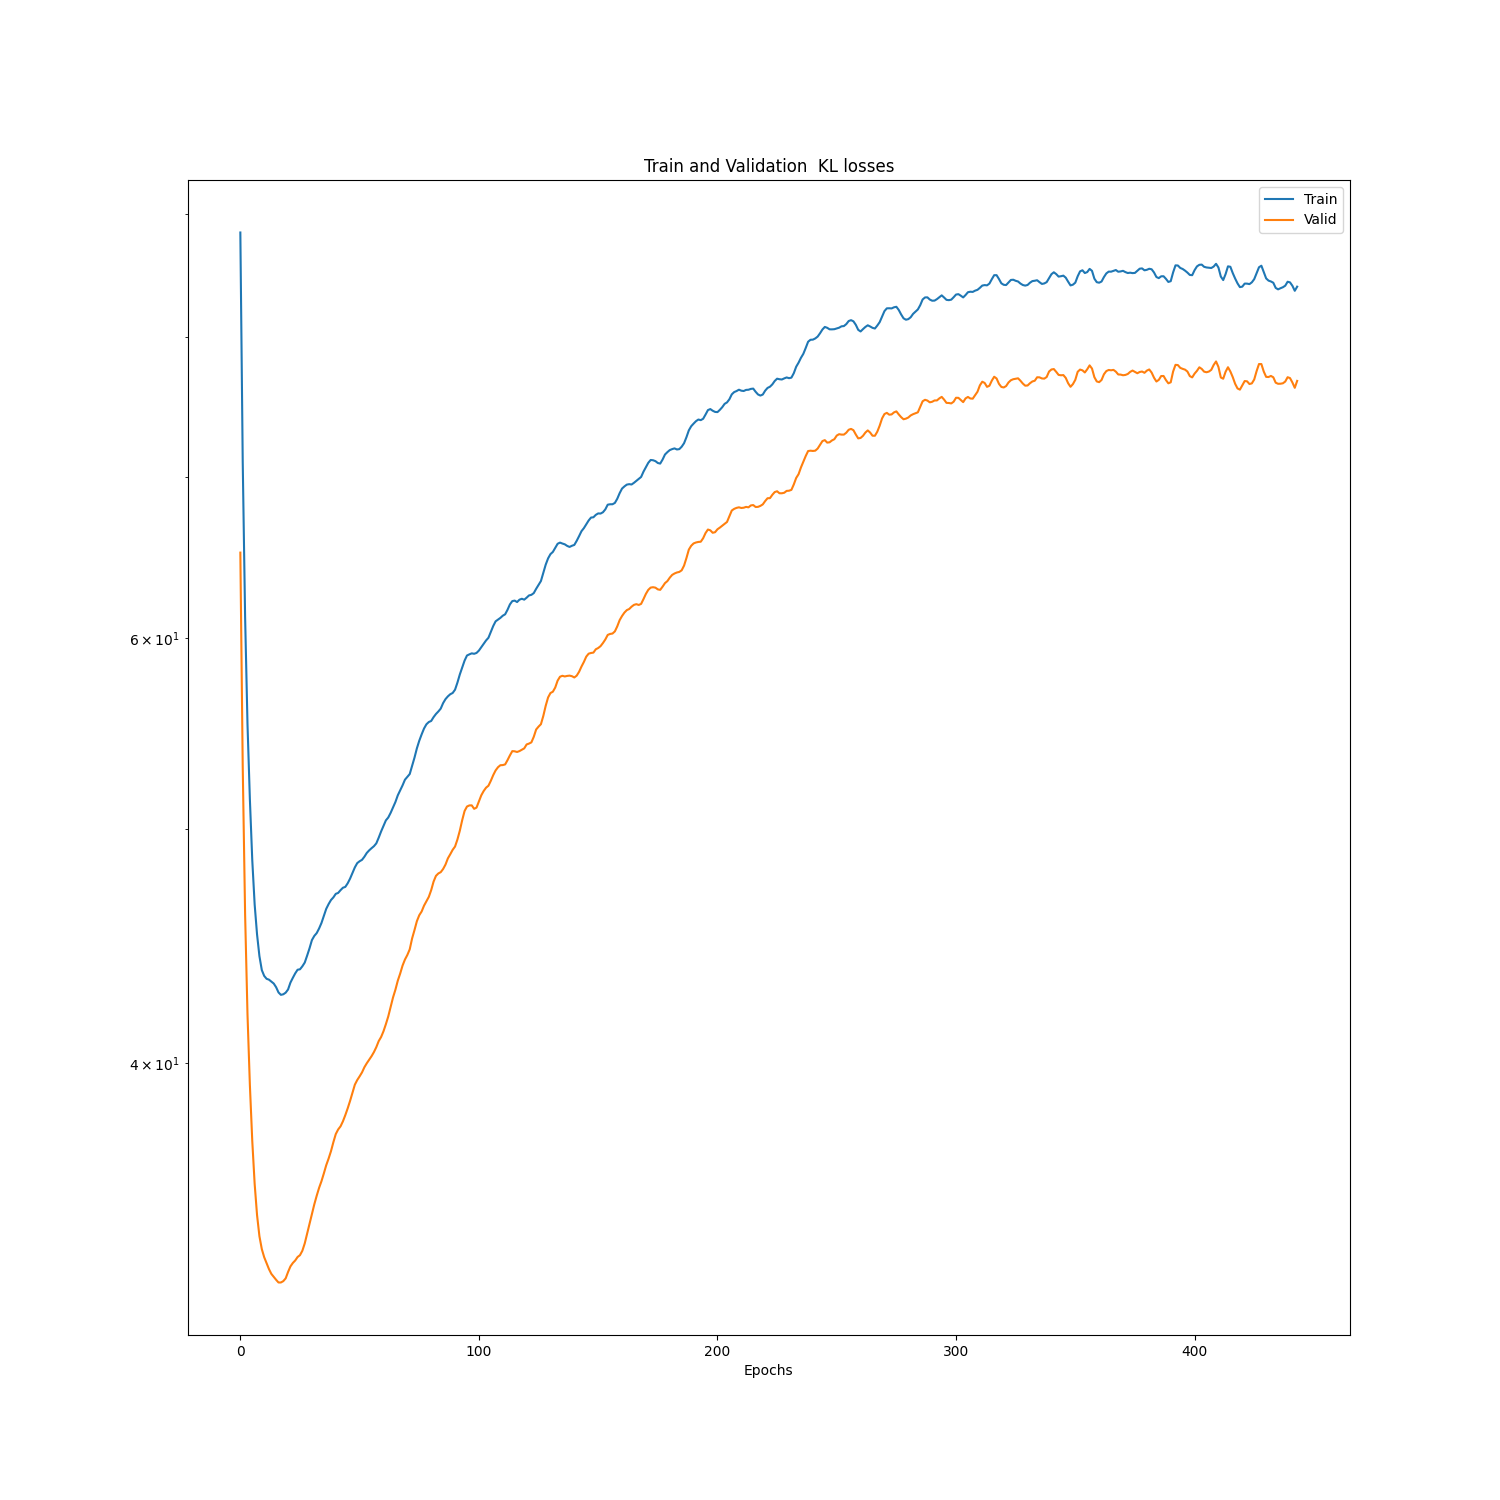 Train and Validation  KL losses
Train
Valid
6 × 10¹
4 × 10¹
0 100 200 300 400
Epochs